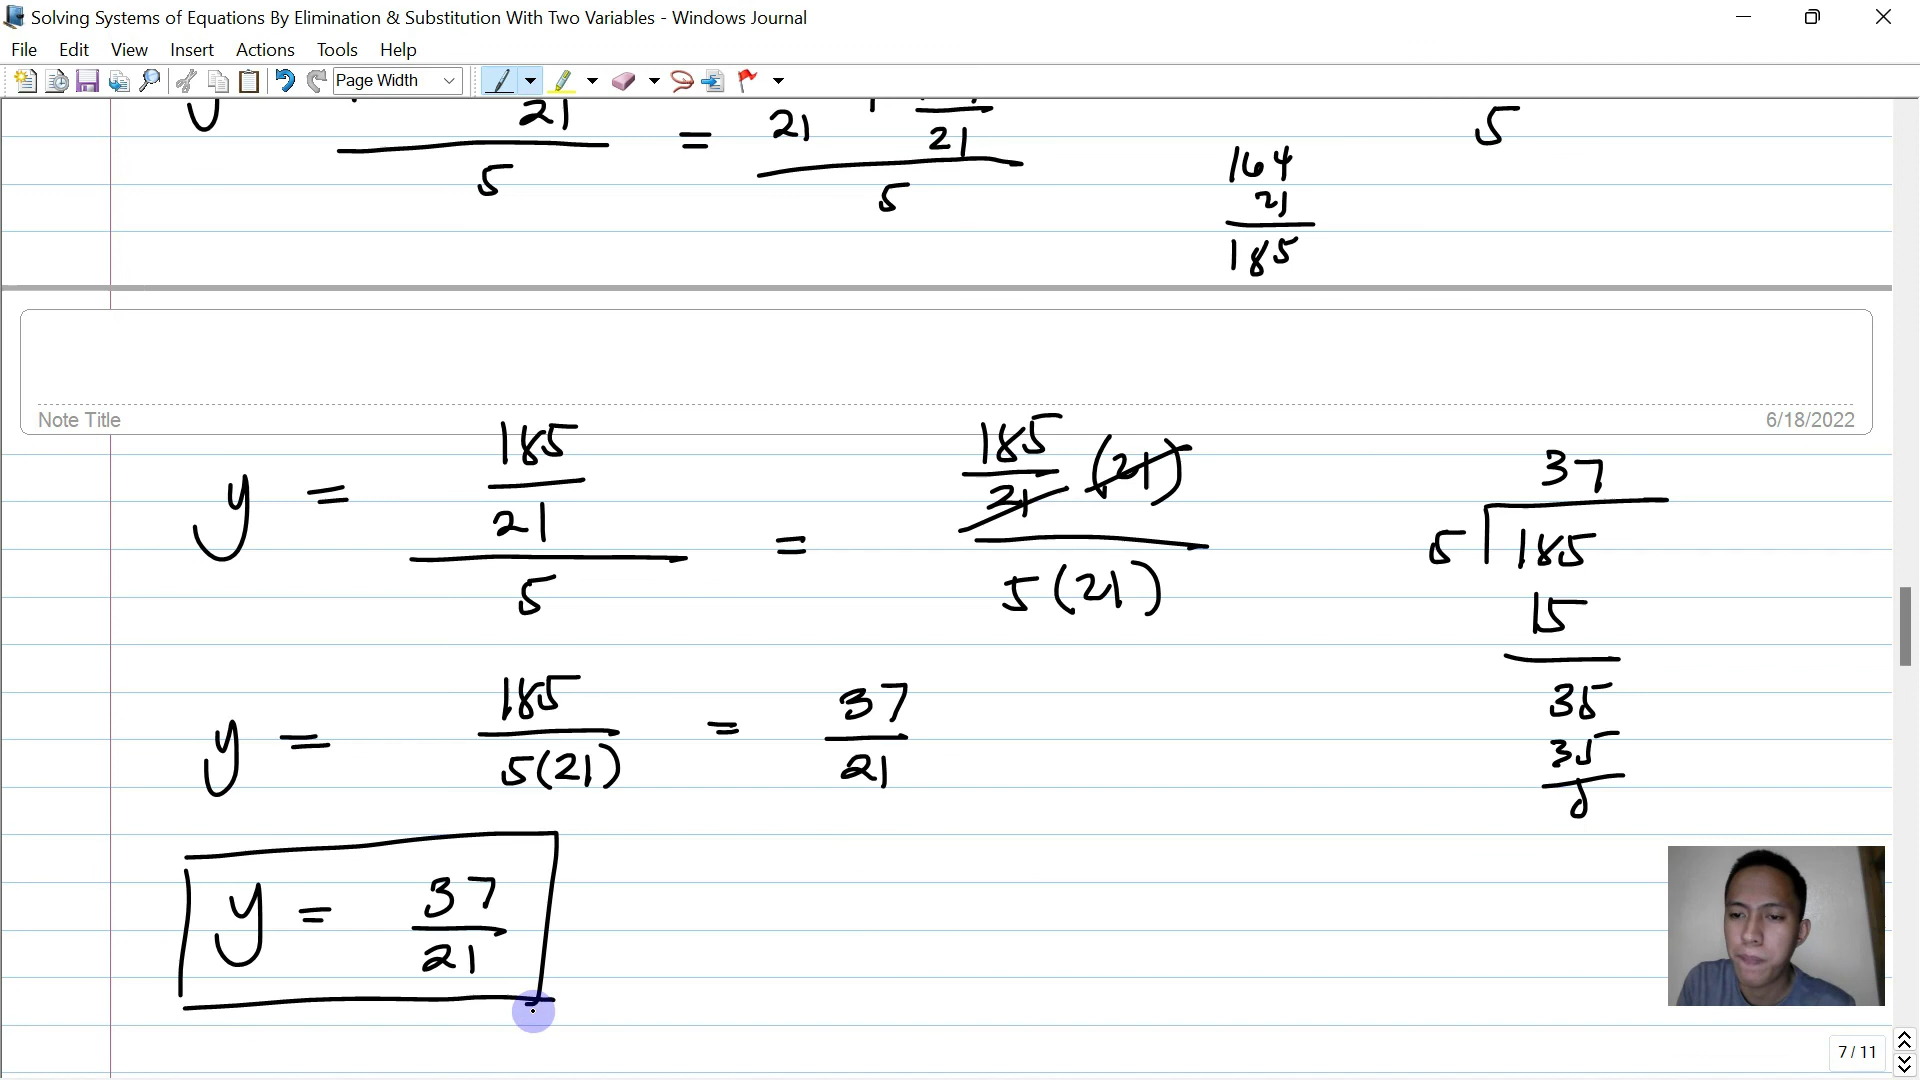 Solving Systems of Equations By Elimination & Substitution With Two Variables - Windows Journal
File Edit View Insert Actions Tools Help
Page Width
21 = 21 21 5
5 5
164
21
185
Note Title 6/18/2022
y = 185/21 / 5 = 185/21 (21) / 5(21)
37
5 185
15
35
35
0
y = 185 / 5(21) = 37/21
y = 37/21
7 / 11